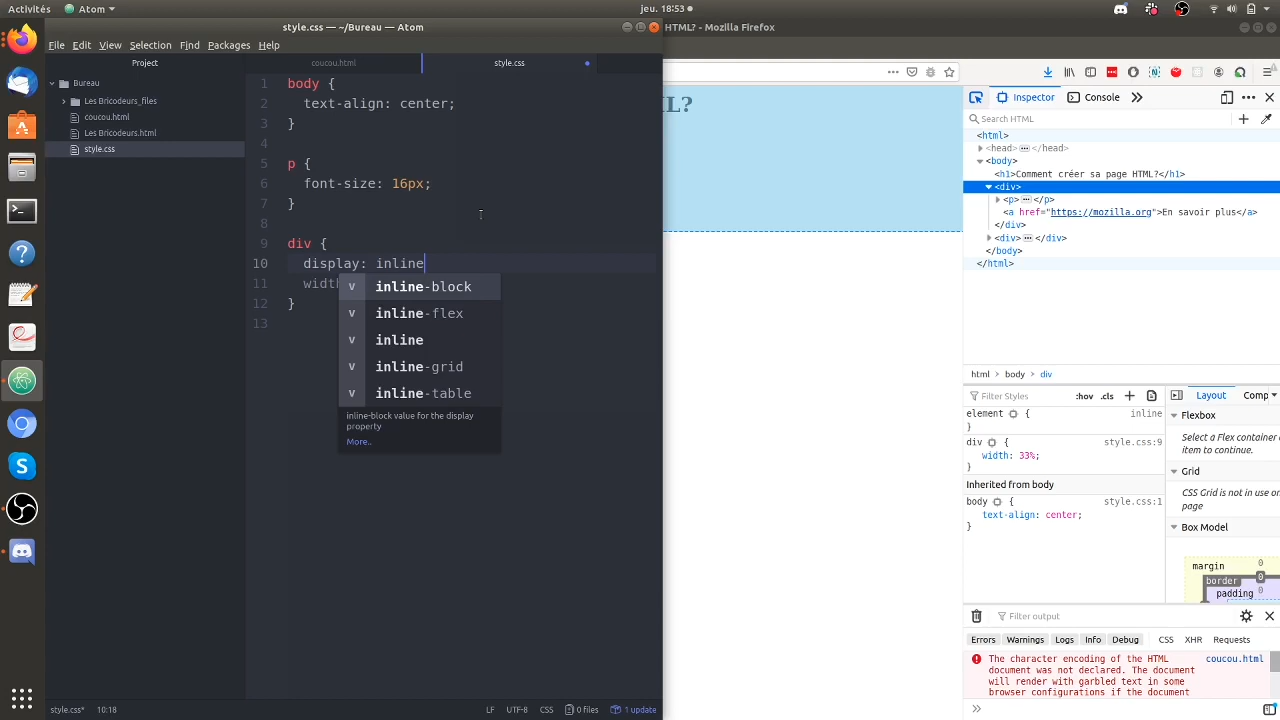 Activités
Atom
jeu. 18:53
style.css — ~/Bureau — Atom
HTML? - Mozilla Firefox
File Edit View Selection Find Packages Help
Project
coucou.html
style.css
Bureau
Les Bricodeurs_files
coucou.html
Les Bricodeurs.html
style.css
1 body {
2 text-align: center;
3 }
4
5 p {
6 font-size: 16px;
7 }
8
9 div {
10 display: inline
11 width
12 }
13
v inline-block
v inline-flex
v inline
v inline-grid
v inline-table
inline-block value for the display
property
More..
style.css* 10:18
LF UTF-8 CSS 0 files 1 update
Inspector Console
Search HTML
<html>
<head> </head>
<body>
<h1>Comment créer sa page HTML?</h1>
<div>
<p> </p>
<a href="https://mozilla.org">En savoir plus</a>
</div>
<div> </div>
</body>
</html>
html body div
Filter Styles :hov .cls
element { inline
}
div { style.css:9
width: 33%;
}
Inherited from body
body { style.css:1
text-align: center;
}
Layout Comp
Flexbox
Select a Flex container
item to continue.
Grid
CSS Grid is not in use on
page
Box Model
margin 0
border 0
padding 0
Filter output
Errors Warnings Logs Info Debug CSS XHR Requests
The character encoding of the HTML coucou.html
document was not declared. The document
will render with garbled text in some
browser configurations if the document